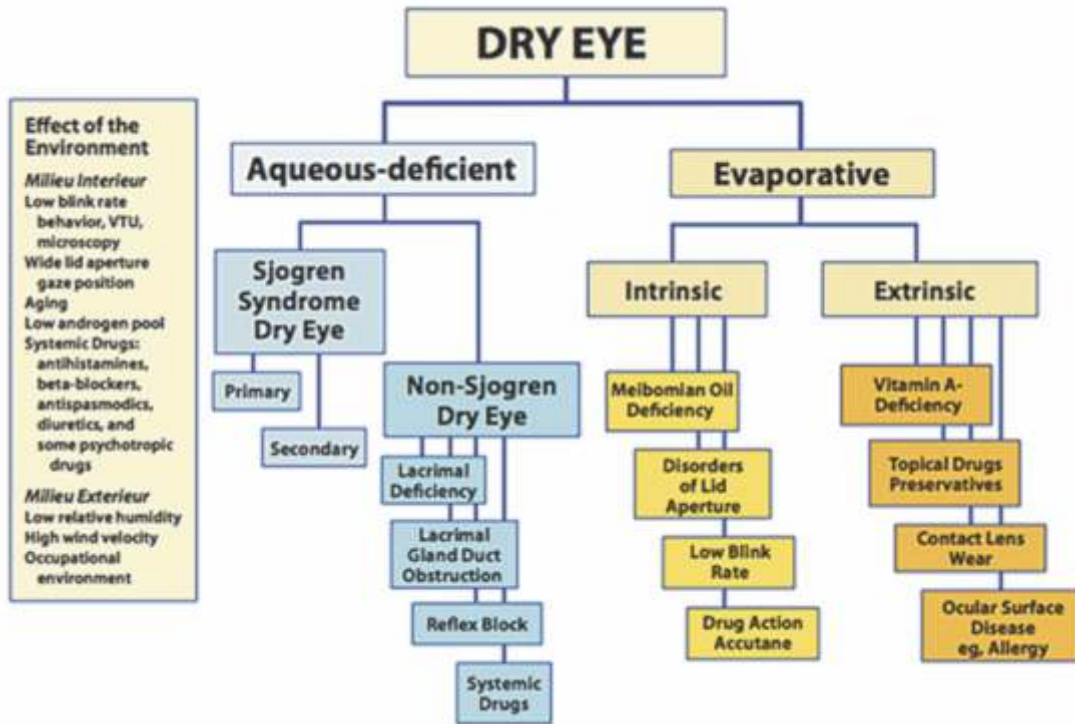 DRY EYE
Effect of the
Environment
Milieu Interieur
Low blink rate
behavior, VTU,
microscopy
Wide lid aperture
gaze position
Aging
Low androgen pool
Systemic Drugs:
antihistamines,
beta-blockers,
antispasmodics,
diuretics, and
some psychotropic
drugs
Milieu Exterieur
Low relative humidity
High wind velocity
Occupational
environment
Aqueous-deficient
Sjogren
Syndrome
Dry Eye
Primary
Secondary
Non-Sjogren
Dry Eye
Lacrimal
Deficiency
Lacrimal
Gland Duct
Obstruction
Reflex Block
Systemic
Drugs
Evaporative
Intrinsic
Meibomian Oil
Deficiency
Disorders
of Lid
Aperture
Low Blink
Rate
Drug Action
Accutane
Extrinsic
Vitamin A-
Deficiency
Topical Drugs
Preservatives
Contact Lens
Wear
Ocular Surface
Disease
eg, Allergy